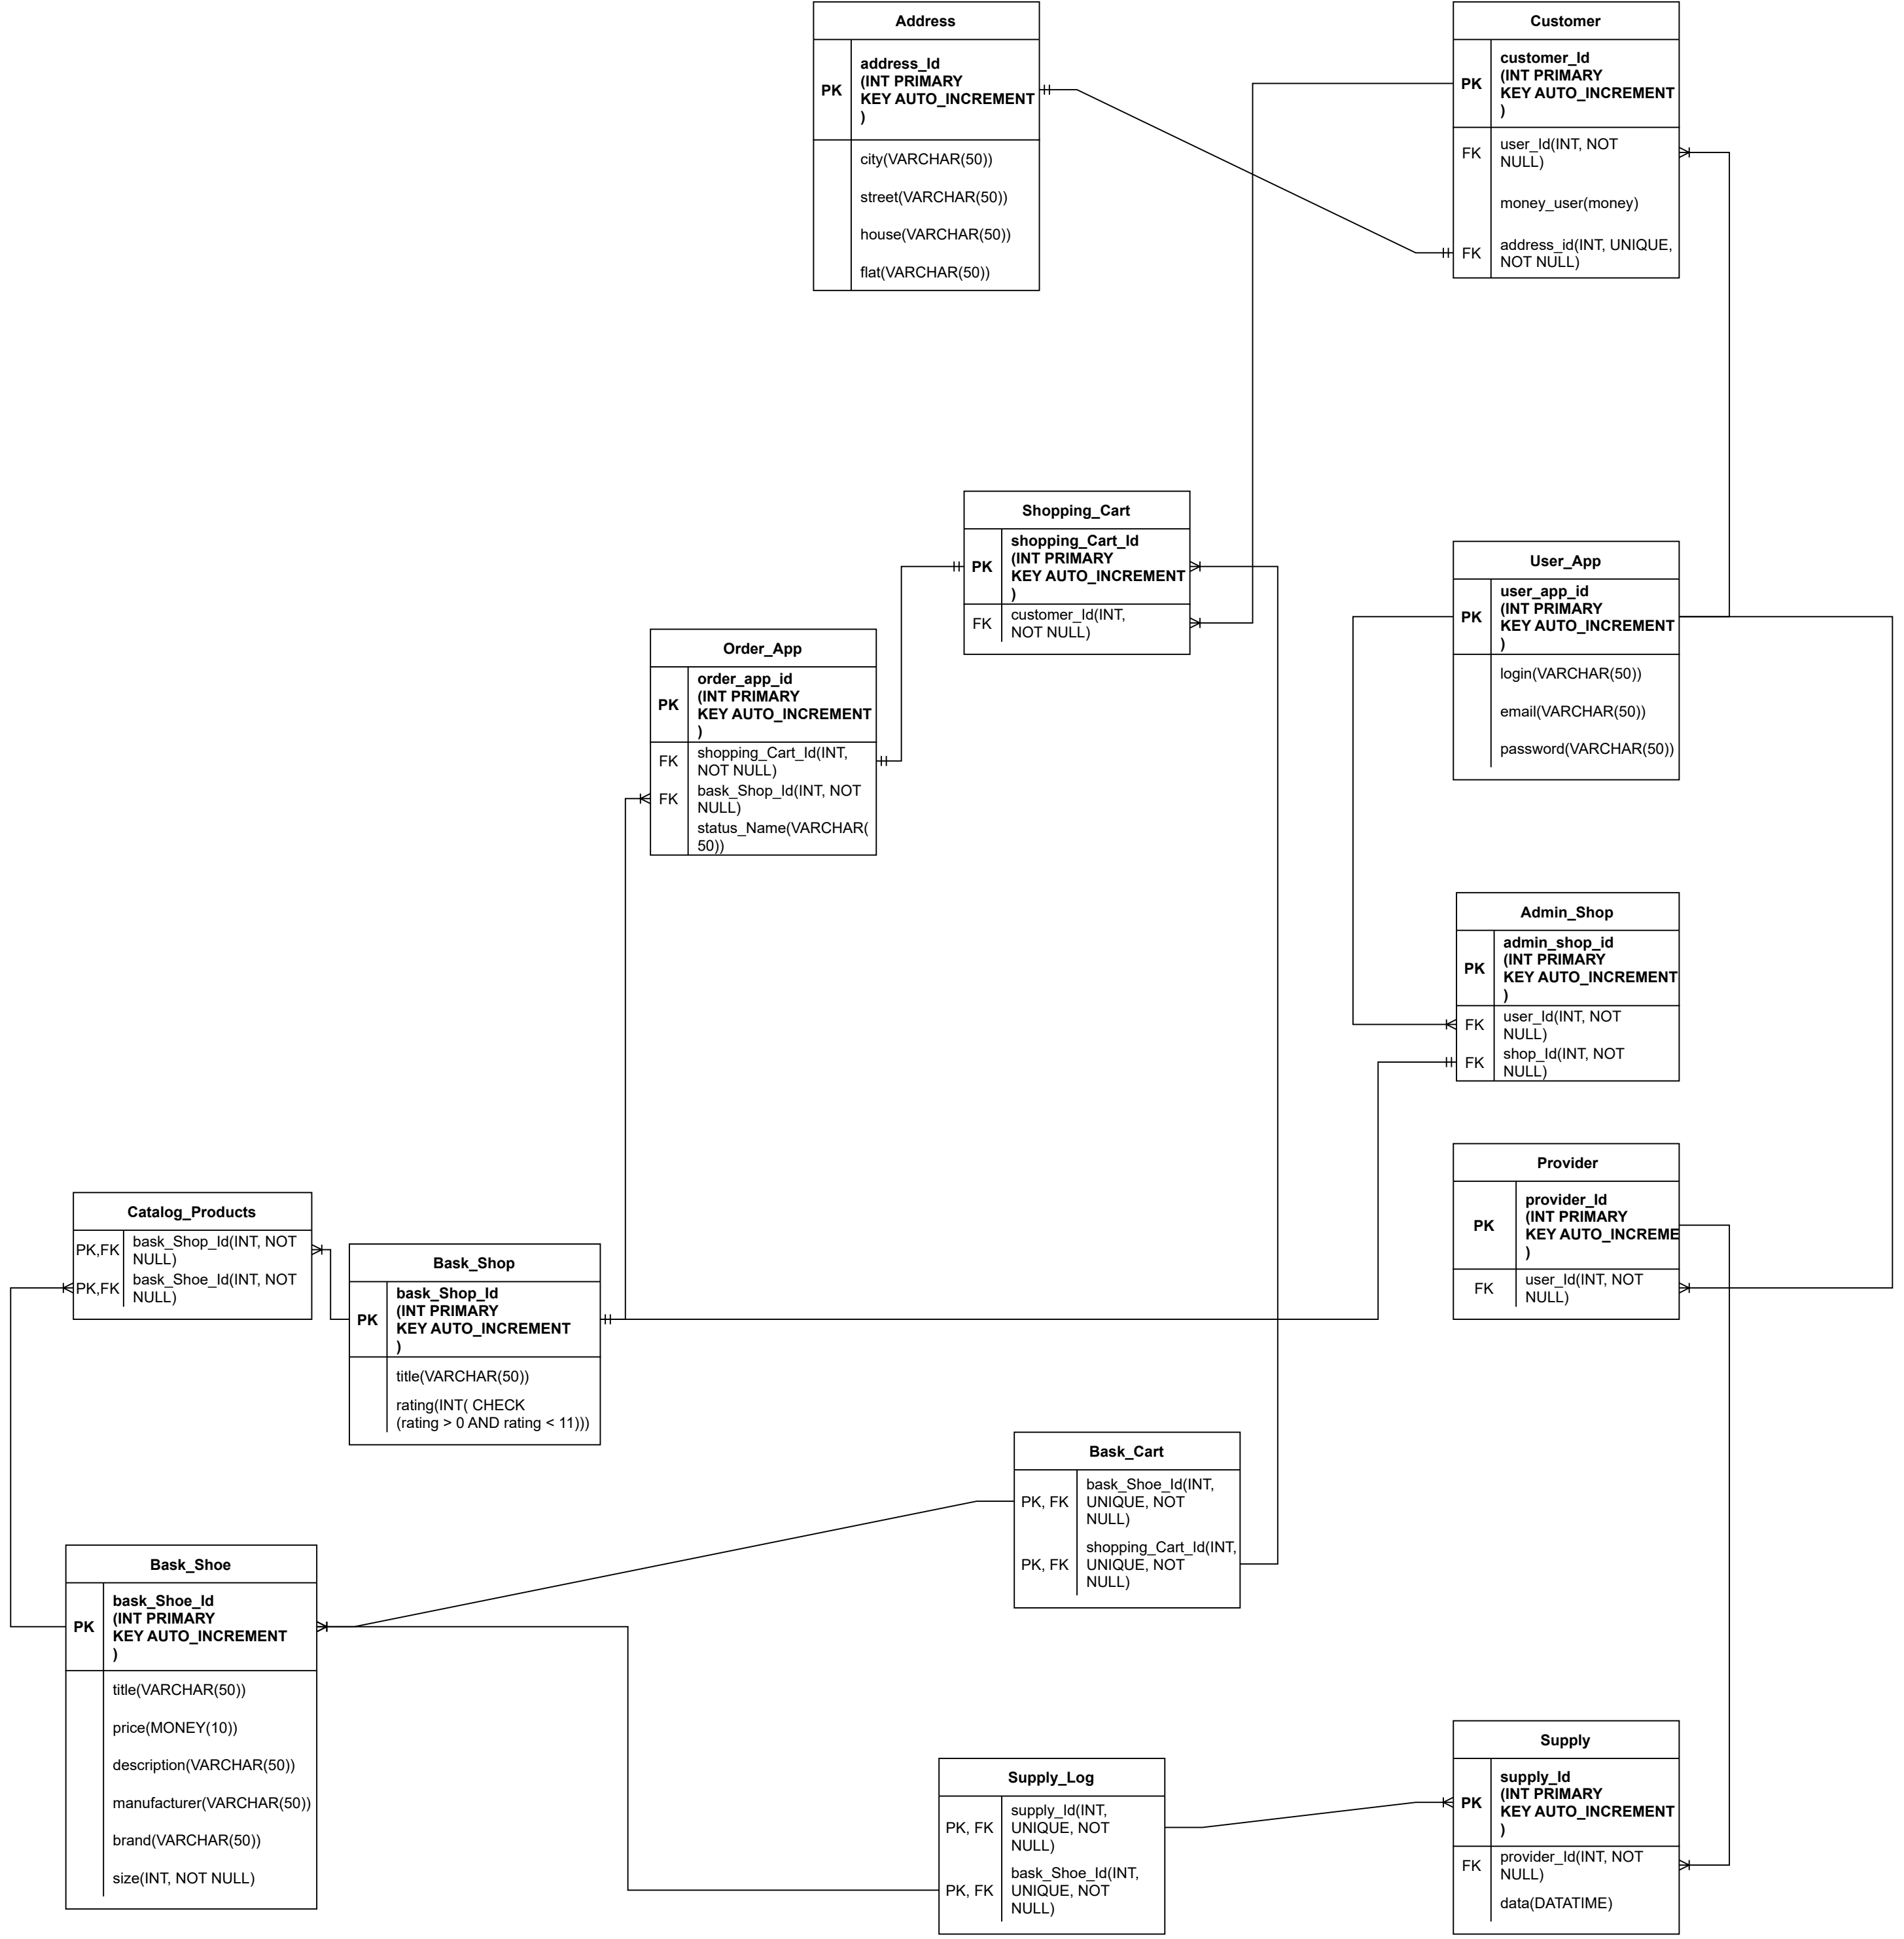 Address
PK
address_Id
(INT PRIMARY
KEY AUTO_INCREMENT
)
city(VARCHAR(50))
street(VARCHAR(50))
house(VARCHAR(50))
flat(VARCHAR(50))
Customer
PK
customer_Id
(INT PRIMARY
KEY AUTO_INCREMENT
)
FK
user_Id(INT, NOT
NULL)
money_user(money)
FK
address_id(INT, UNIQUE,
NOT NULL)
Shopping_Cart
PK
shopping_Cart_Id
(INT PRIMARY
KEY AUTO_INCREMENT
)
FK
customer_Id(INT,
NOT NULL)
User_App
PK
user_app_id
(INT PRIMARY
KEY AUTO_INCREMENT
)
login(VARCHAR(50))
email(VARCHAR(50))
password(VARCHAR(50))
Order_App
PK
order_app_id
(INT PRIMARY
KEY AUTO_INCREMENT
)
FK
shopping_Cart_Id(INT,
NOT NULL)
FK
bask_Shop_Id(INT, NOT
NULL)
status_Name(VARCHAR(
50))
Admin_Shop
PK
admin_shop_id
(INT PRIMARY
KEY AUTO_INCREMENT
)
FK
user_Id(INT, NOT
NULL)
FK
shop_Id(INT, NOT
NULL)
Provider
PK
provider_Id
(INT PRIMARY
KEY AUTO_INCREME
)
FK
user_Id(INT, NOT
NULL)
Catalog_Products
PK,FK
bask_Shop_Id(INT, NOT
NULL)
PK,FK
bask_Shoe_Id(INT, NOT
NULL)
Bask_Shop
PK
bask_Shop_Id
(INT PRIMARY
KEY AUTO_INCREMENT
)
title(VARCHAR(50))
rating(INT( CHECK
(rating > 0 AND rating < 11)))
Bask_Cart
PK, FK
bask_Shoe_Id(INT,
UNIQUE, NOT
NULL)
PK, FK
shopping_Cart_Id(INT,
UNIQUE, NOT
NULL)
Bask_Shoe
PK
bask_Shoe_Id
(INT PRIMARY
KEY AUTO_INCREMENT
)
title(VARCHAR(50))
price(MONEY(10))
description(VARCHAR(50))
manufacturer(VARCHAR(50))
brand(VARCHAR(50))
size(INT, NOT NULL)
Supply_Log
PK, FK
supply_Id(INT,
UNIQUE, NOT
NULL)
PK, FK
bask_Shoe_Id(INT,
UNIQUE, NOT
NULL)
Supply
PK
supply_Id
(INT PRIMARY
KEY AUTO_INCREMENT
)
FK
provider_Id(INT, NOT
NULL)
data(DATATIME)